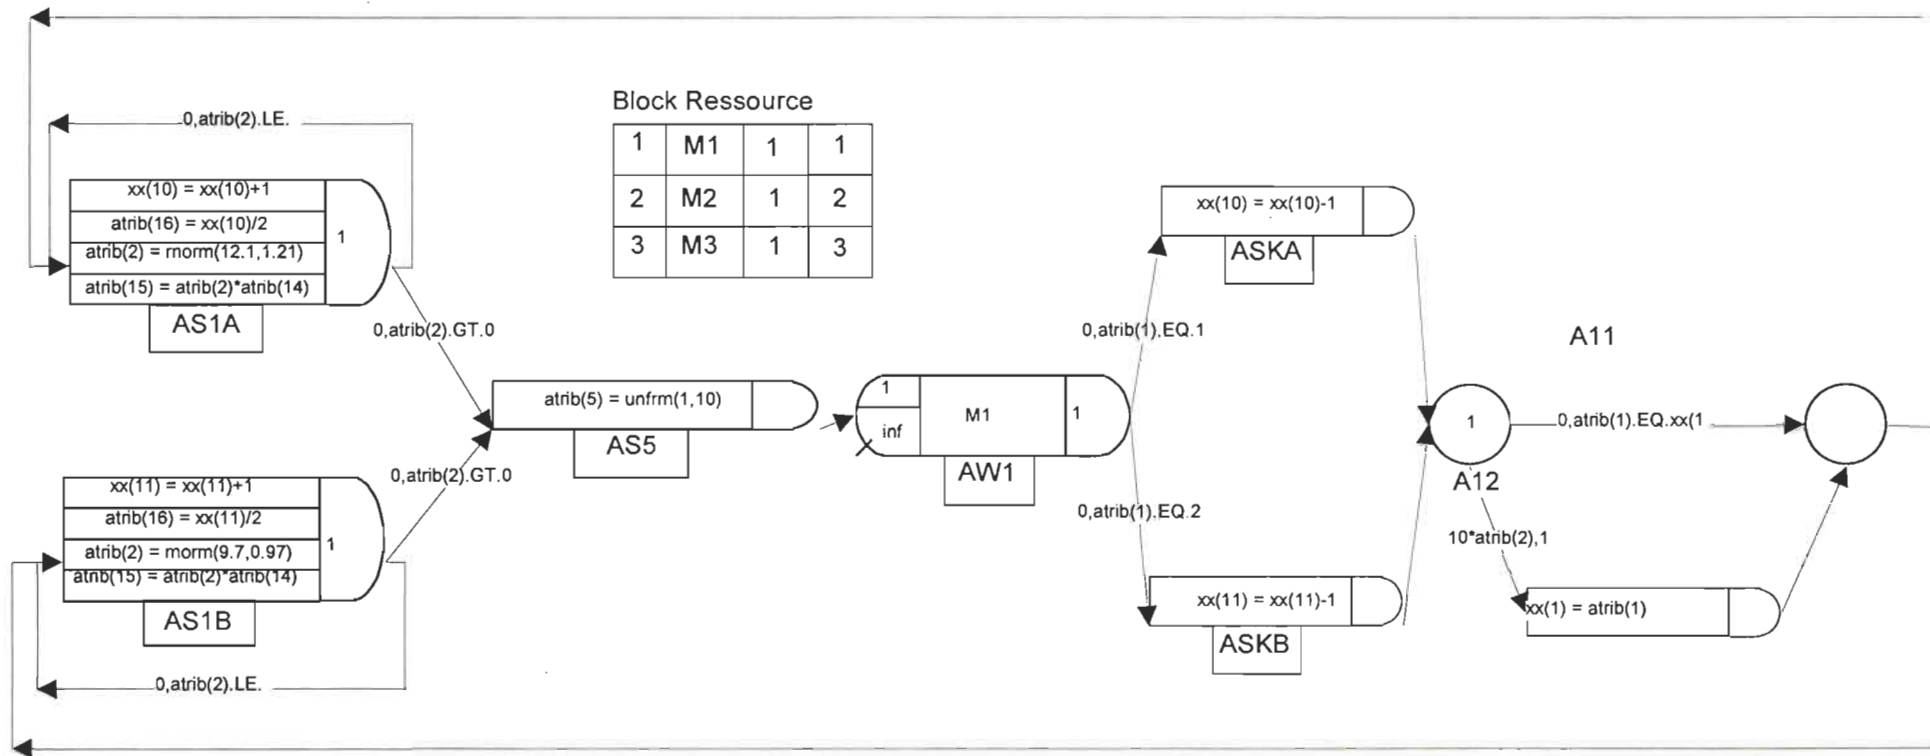 Block Ressource
1 M1 1 1
2 M2 1 2
3 M3 1 3
0,atrib(2).LE.
xx(10) = xx(10)+1
atrib(16) = xx(10)/2
atrib(2) = rnorm(12.1,1.21)
atrib(15) = atrib(2)*atrib(14)
1
AS1A
0,atrib(2).GT.0
xx(11) = xx(11)+1
atrib(16) = xx(11)/2
atrib(2) = rnorm(9.7,0.97)
atrib(15) = atrib(2)*atrib(14)
1
AS1B
0,atrib(2).LE.
0,atrib(2).GT.0
atrib(5) = unfrm(1,10)
AS5
1
inf
M1
1
AW1
0,atrib(1).EQ.1
xx(10) = xx(10)-1
ASKA
0,atrib(1).EQ.2
xx(11) = xx(11)-1
ASKB
1
A12
0,atrib(1).EQ.xx(1
A11
10*atrib(2),1
xx(1) = atrib(1)